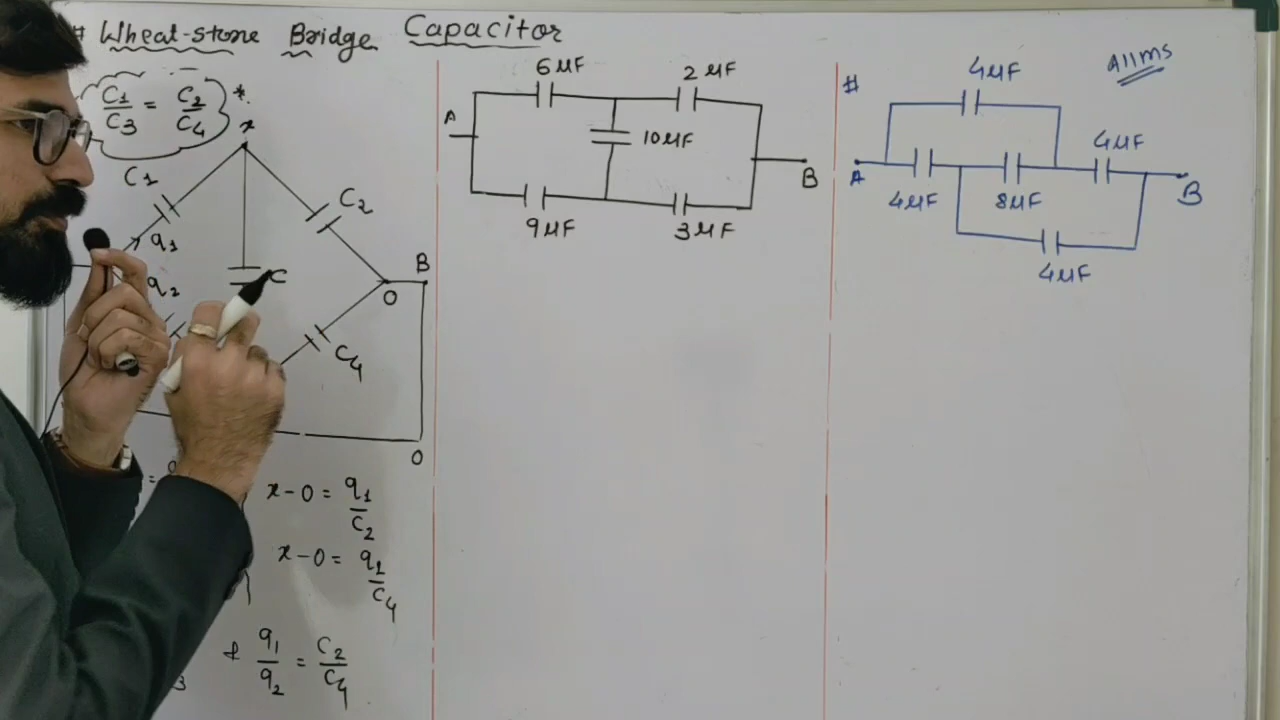 # Wheat-stone Bridge Capacitor
C1/C3 = C2/C4 *
x
C1
C2
q1
q2
C
B
O
C4
O
x-0 = q1/C2
x-0 = q2/C4
& q1/q2 = C2/C4
3
6μF
2μF
A
10μF
B
9μF
3μF
#
AIIMS
4μF
4μF
A
B
4μF
8μF
4μF